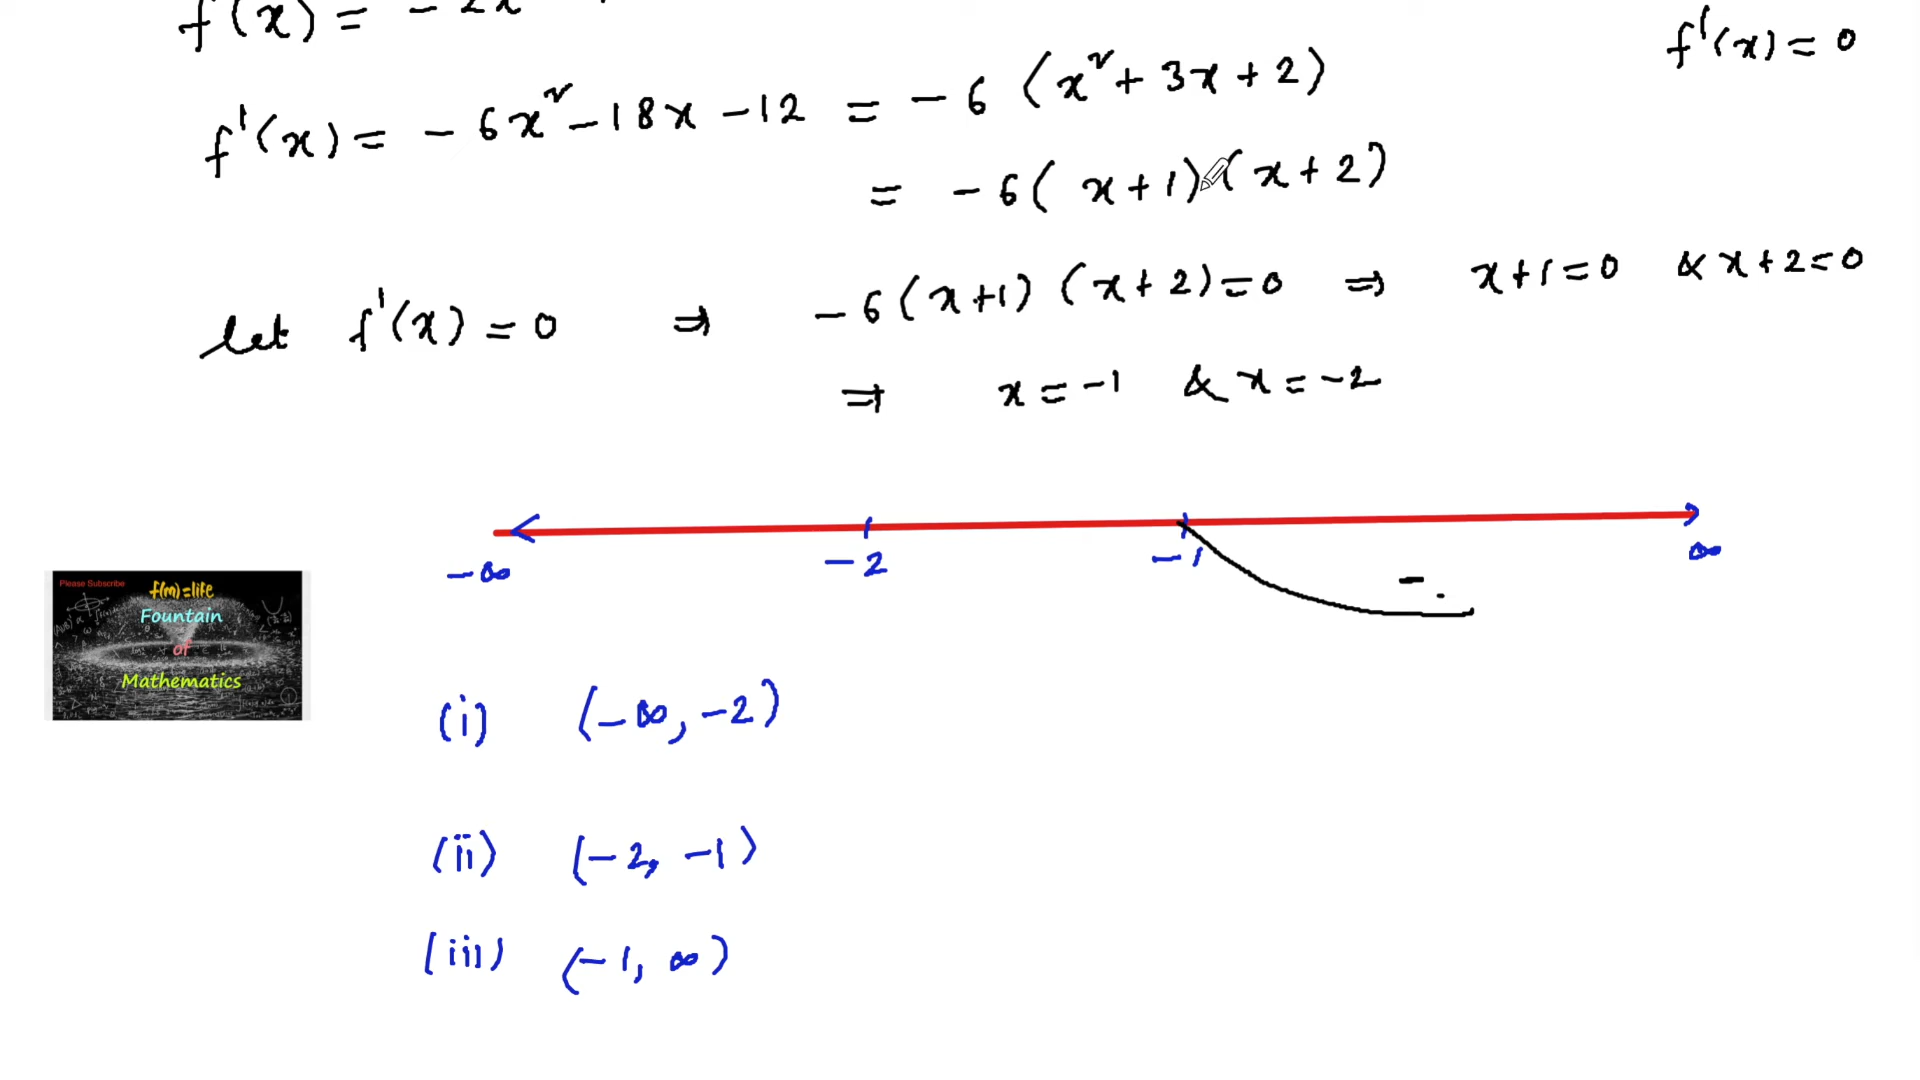 f'(x) = 0
f(x) = - 2x
f'(x) = - 6x² - 18x - 12 = - 6 (x² + 3x + 2)
= - 6 (x+1) (x+2)
let f'(x) = 0 ⇒ - 6 (x+1) (x+2) = 0 ⇒ x+1 = 0 & x+2 = 0
⇒ x = -1 & x = -2
-∞ -2 -1 ∞
-
Please Subscribe
f(m)=life
Fountain
of
Mathematics
(i) (-∞, -2)
(ii) (-2, -1)
(iii) (-1, ∞)